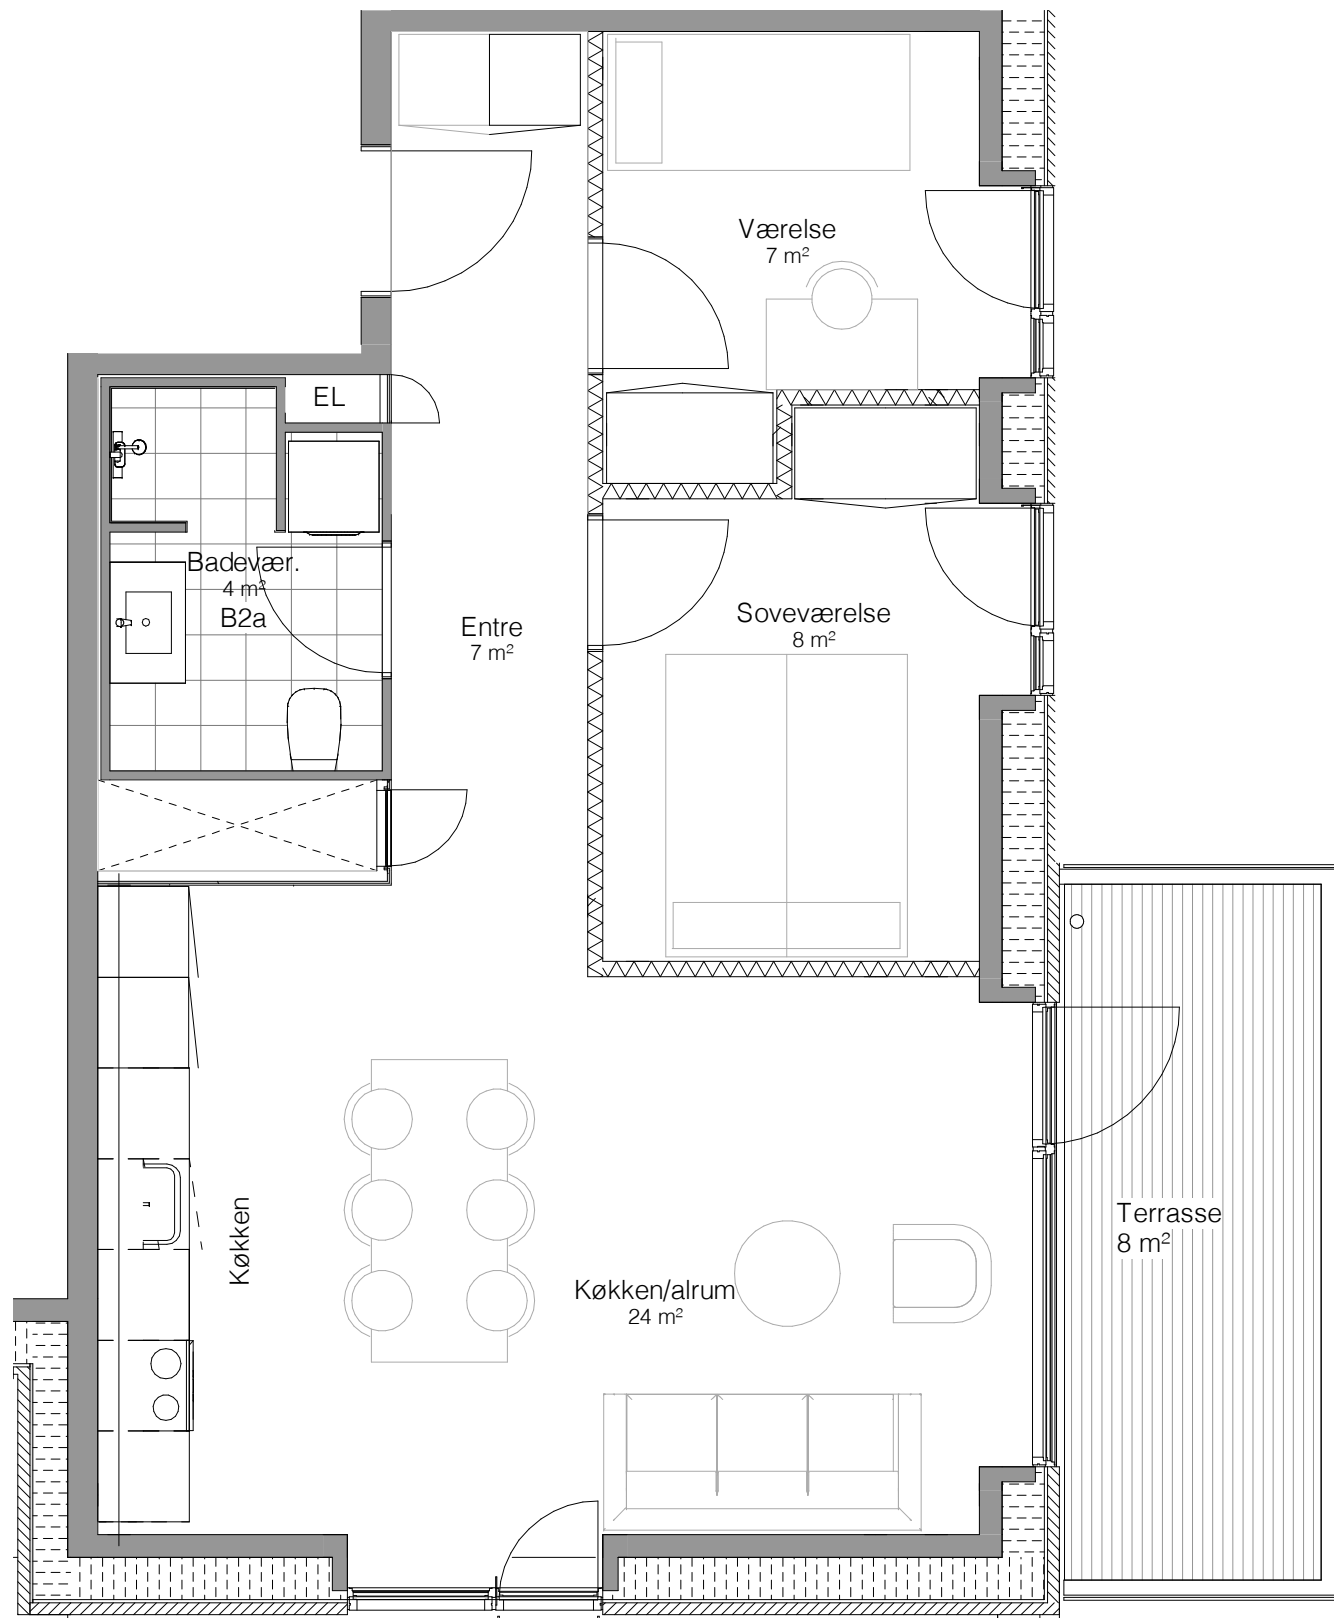 Værelse
7 m²
EL
Badevær.
4 m²
B2a
Entre
7 m²
Soveværelse
8 m²
Køkken
Køkken/alrum
24 m²
Terrasse
8 m²